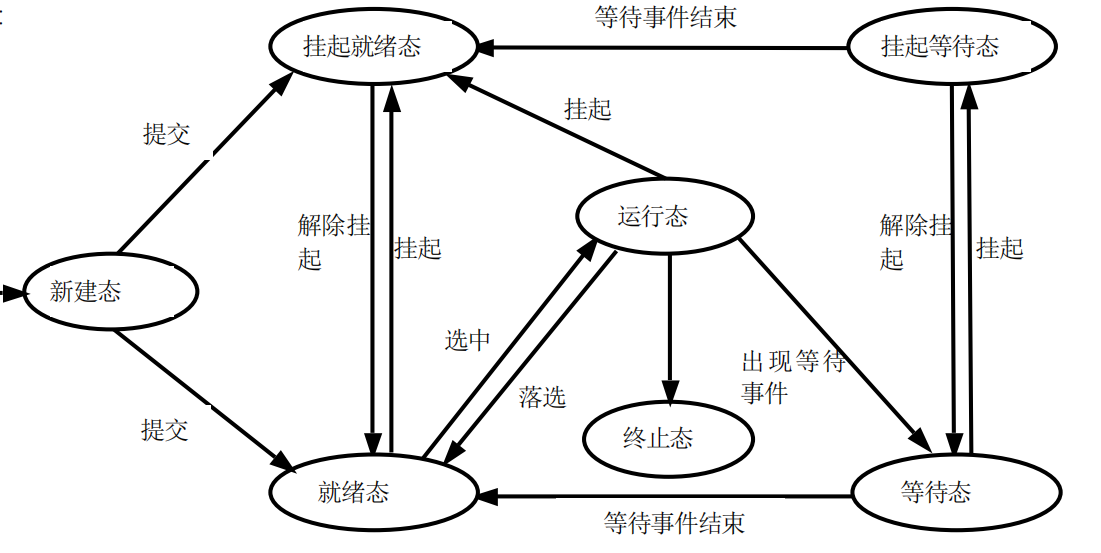 等待事件结束
挂起就绪态
挂起等待态
挂起
提交
运行态
解除挂
起
挂起
解除挂
起
挂起
新建态
选中
出现等待
事件
落选
提交
终止态
就绪态
等待态
等待事件结束